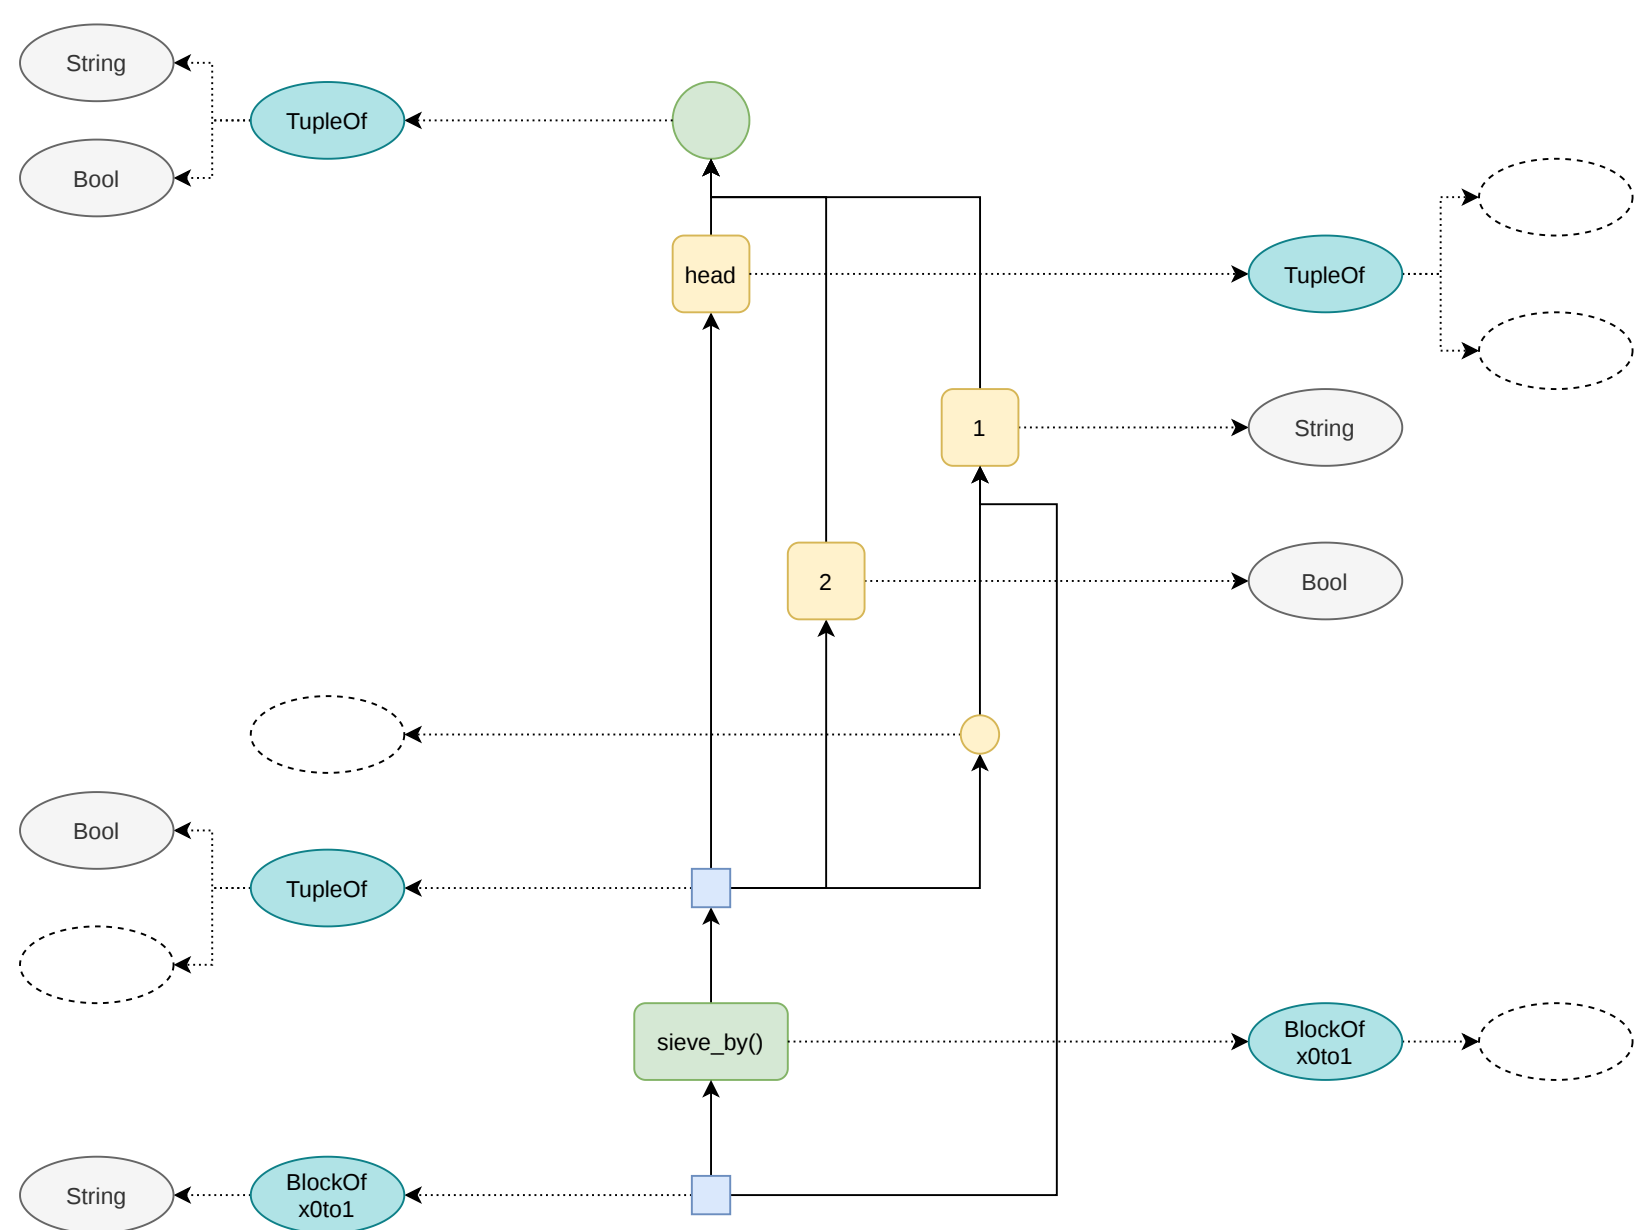 String
TupleOf
Bool
head
TupleOf
1
String
2
Bool
Bool
TupleOf
sieve_by()
BlockOf
x0to1
String
BlockOf
x0to1